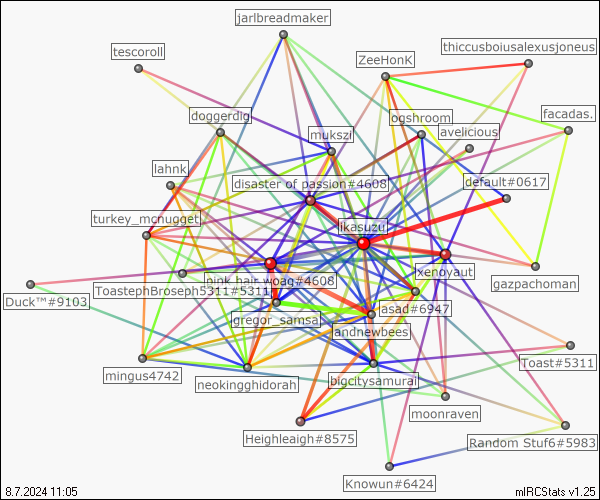 jarlbreadmaker
tescoroll
thiccusboiusalexusjoneus
ZeeHonK
doggerdig
ogshroom
facadas.
mukszi
avelicious
lahnk
disaster of passion#4608
default#0617
turkey_mcnugget
ikasuzu
xenoyaut
pink hair woag#4608
gazpachoman
ToastephBroseph5311#5311
Duck™#9103
asad#6947
gregor_samsa
andnewbees
Toast#5311
mingus4742
neokingghidorah
bigcitysamurai
moonraven
Heighleigh#8575
Random Stuf6#5983
Knowun#6424
8.7.2024 11:05
mIRCStats v1.25